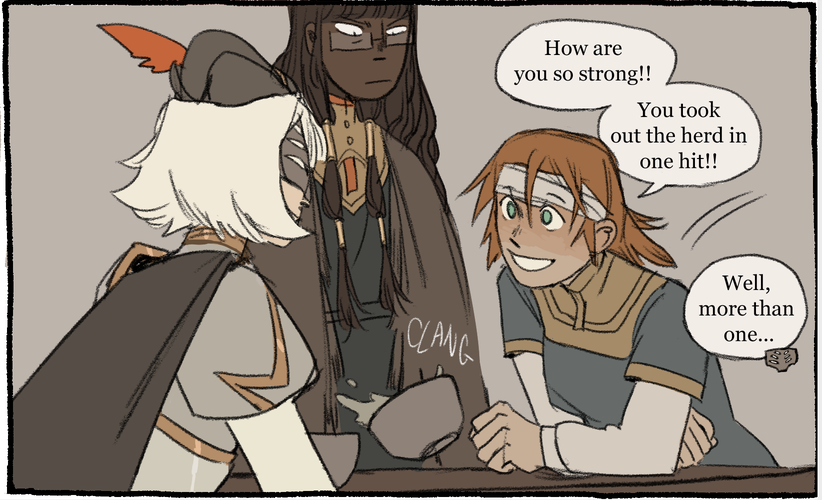 How are
you so strong!!
You took
out the herd in
one hit!!
Well,
more than
one...
CLANG